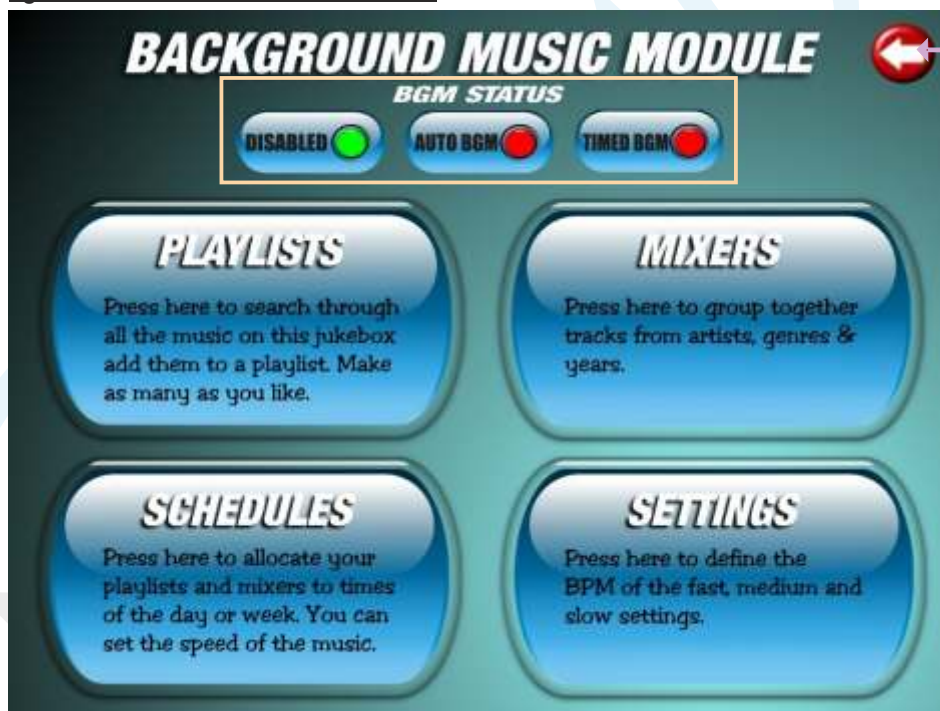 BACKGROUND MUSIC MODULE
BGM STATUS
DISABLED AUTO BGM TIMED BGM
PLAYLISTS
Press here to search through
all the music on this jukebox
add them to a playlist. Make
as many as you like.
MIXERS
Press here to group together
tracks from artists, genres &
years.
SCHEDULES
Press here to allocate your
playlists and mixers to times
of the day or week. You can
set the speed of the music.
SETTINGS
Press here to define the
BPM of the fast, medium and
slow settings.